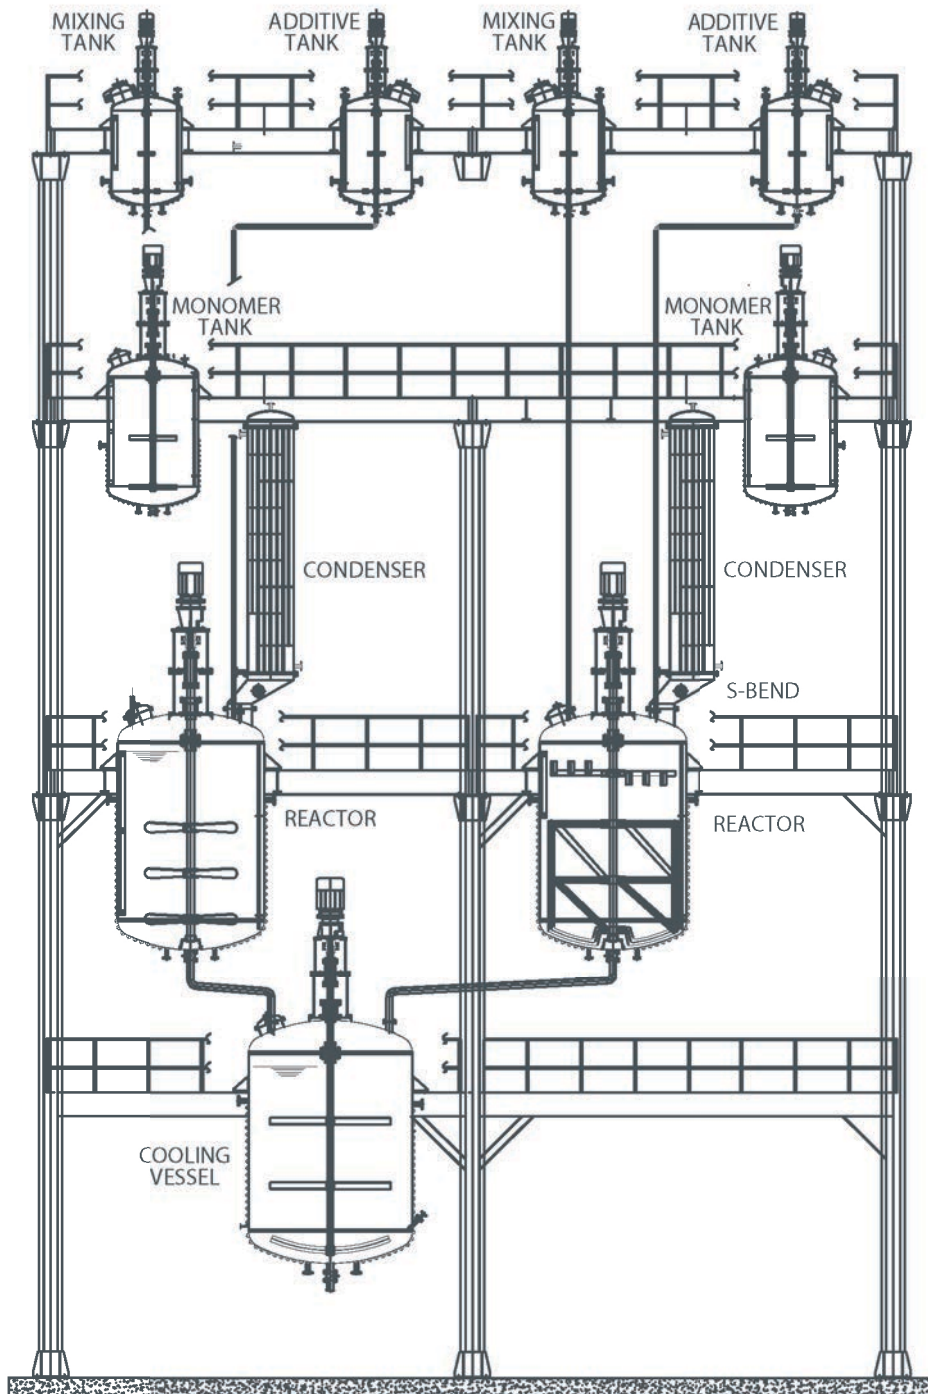 MIXING
TANK
ADDITIVE
TANK
MIXING
TANK
ADDITIVE
TANK
MONOMER
TANK
MONOMER
TANK
CONDENSER
CONDENSER
S-BEND
REACTOR
REACTOR
COOLING
VESSEL